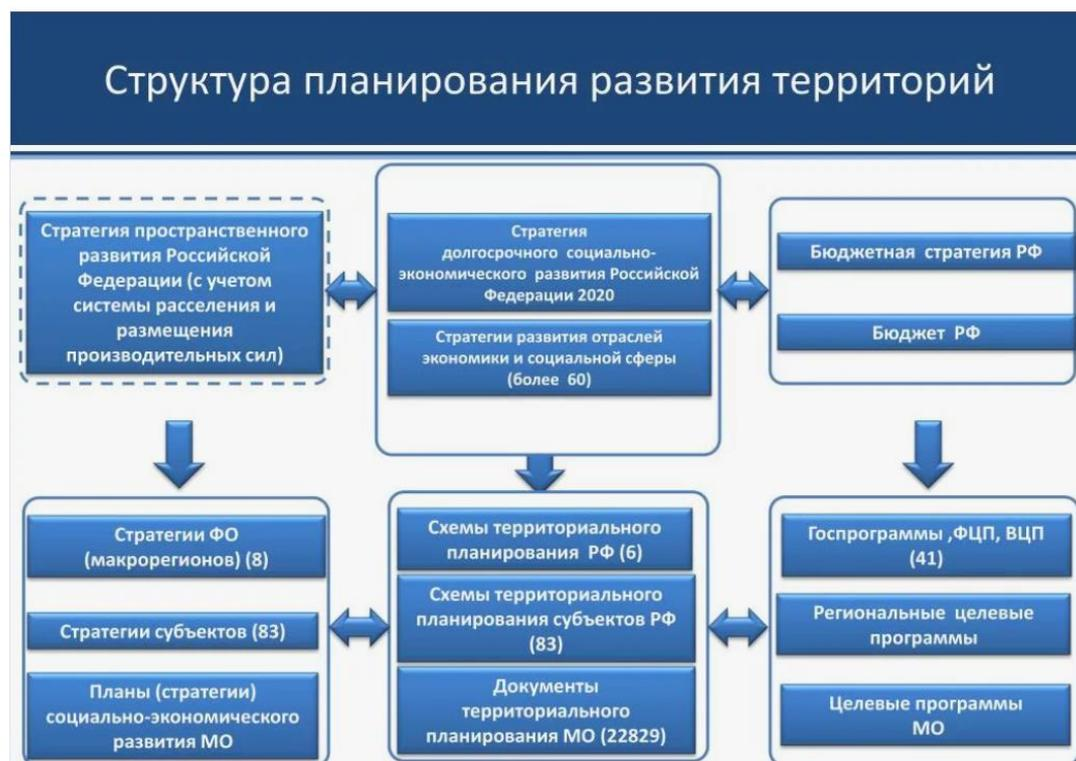 Структура планирования развития территорий
Стратегия пространственного
развития Российской
Федерации (с учетом
системы расселения и
размещения
производительных сил)
Стратегия
долгосрочного социально-
экономического развития Российской
Федерации 2020
Стратегии развития отраслей
экономики и социальной сферы
(более 60)
Бюджетная стратегия РФ
Бюджет РФ
Стратегии ФО
(макрорегионов) (8)
Стратегии субъектов (83)
Планы (стратегии)
социально-экономического
развития МО
Схемы территориального
планирования РФ (6)
Схемы территориального
планирования субъектов РФ
(83)
Документы
территориального
планирования МО (22829)
Госпрограммы ,ФЦП, ВЦП
(41)
Региональные целевые
программы
Целевые программы
МО